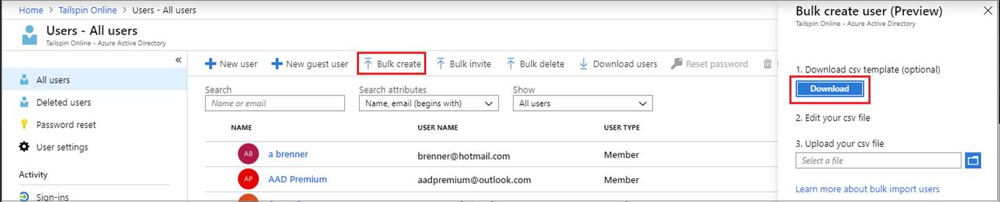 Home > Tailspin Online > Users - All users
Users - All users
Tailspin Online - Azure Active Directory
«
All users
Deleted users
Password reset
User settings
Activity
Sign-ins
New user
New guest user
Bulk create
Bulk invite
Bulk delete
Download users
Reset password
Search
Name or email
Search attributes
Name, email (begins with)
Show
All users
NAME USER NAME USER TYPE
AB a brenner brenner@hotmail.com Member
AP AAD Premium aadpremium@outlook.com Member
Bulk create user (Preview)
Tailspin Online - Azure Active Directory
1. Download csv template (optional)
Download
2. Edit your csv file
3. Upload your csv file
Select a file
Learn more about bulk import users